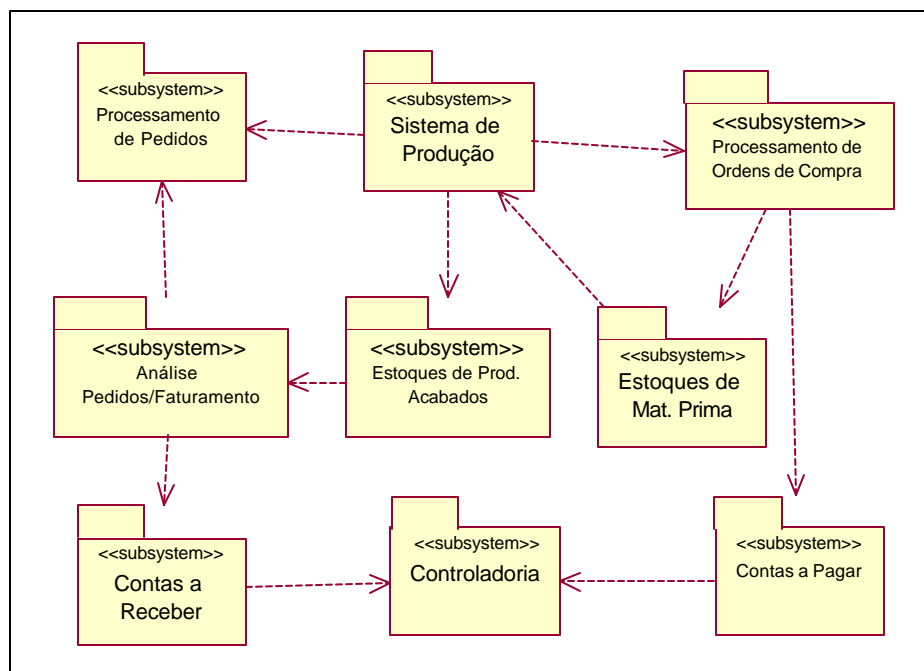 <<subsystem>>
Processamento
de Pedidos
<<subsystem>>
Sistema de
Produção
<<subsystem>>
Processamento de
Ordens de Compra
<<subsystem>>
Análise
Pedidos/Faturamento
<<subsystem>>
Estoques de Prod.
Acabados
<<subsystem>>
Estoques de
Mat. Prima
<<subsystem>>
Contas a
Receber
<<subsystem>>
Controladoria
<<subsystem>>
Contas a Pagar